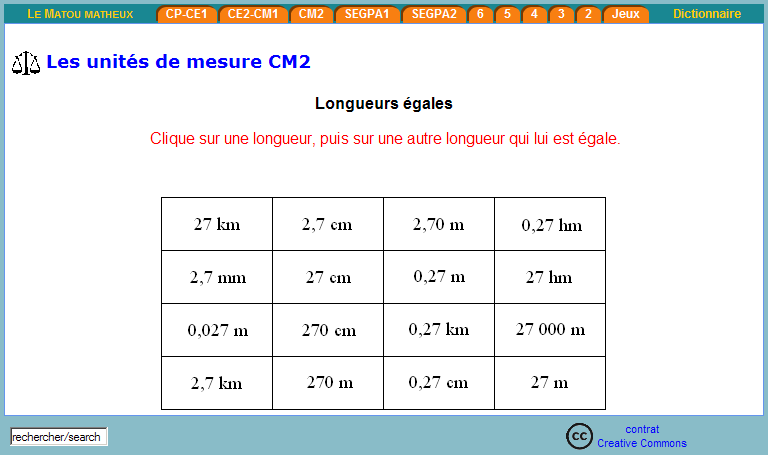 LE MATOU MATHEUX CP-CE1 CE2-CM1 CM2 SEGPA1 SEGPA2 6 5 4 3 2 Jeux Dictionnaire
Les unités de mesure CM2
Longueurs égales
Clique sur une longueur, puis sur une autre longueur qui lui est égale.
27 km 2,7 cm 2,70 m 0,27 hm
2,7 mm 27 cm 0,27 m 27 hm
0,027 m 270 cm 0,27 km 27 000 m
2,7 km 270 m 0,27 cm 27 m
rechercher/search cc contrat
Creative Commons